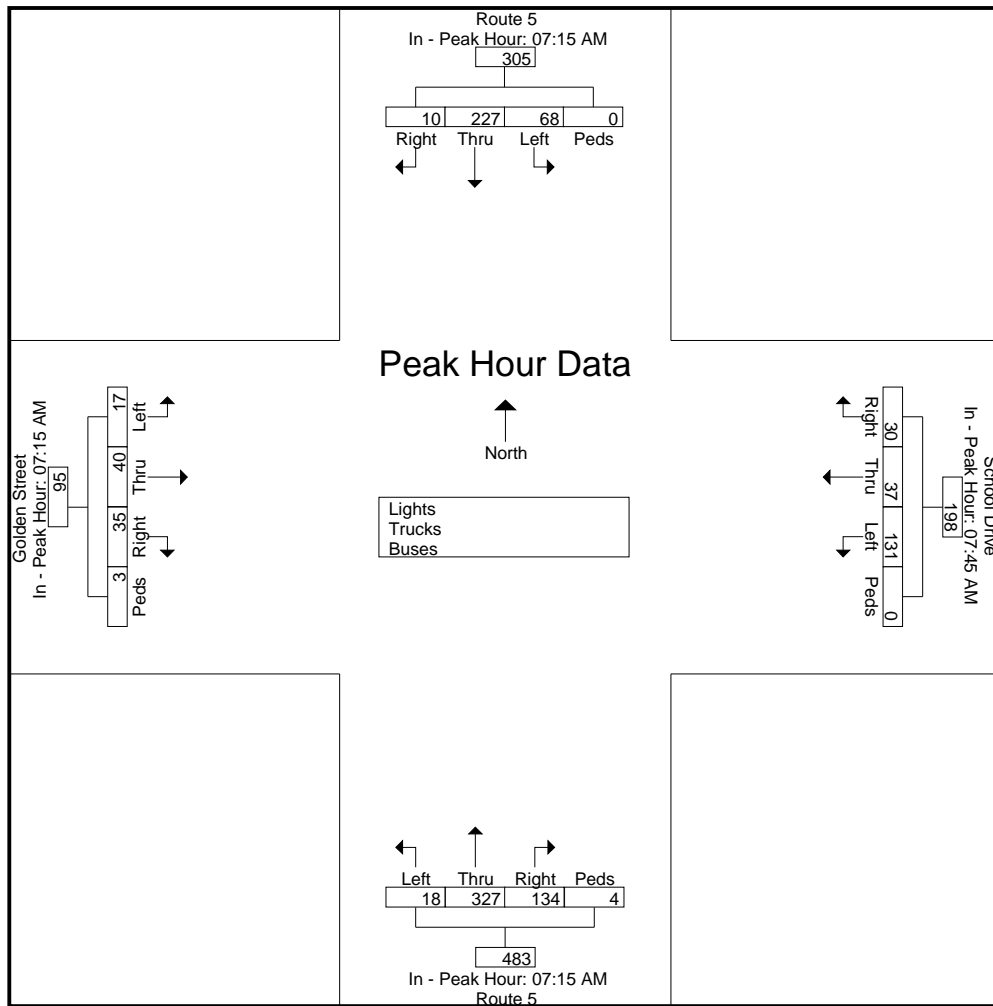 Route 5
In - Peak Hour: 07:15 AM
305
10 227 68 0
Right Thru Left Peds
Peak Hour Data
North
Lights
Trucks
Buses
Golden Street
In - Peak Hour: 07:15 AM
95
17 40 35 3
Left Thru Right Peds
School Drive
In - Peak Hour: 07:45 AM
198
30 37 131 0
Right Thru Left Peds
Left Thru Right Peds
18 327 134 4
483
In - Peak Hour: 07:15 AM
Route 5